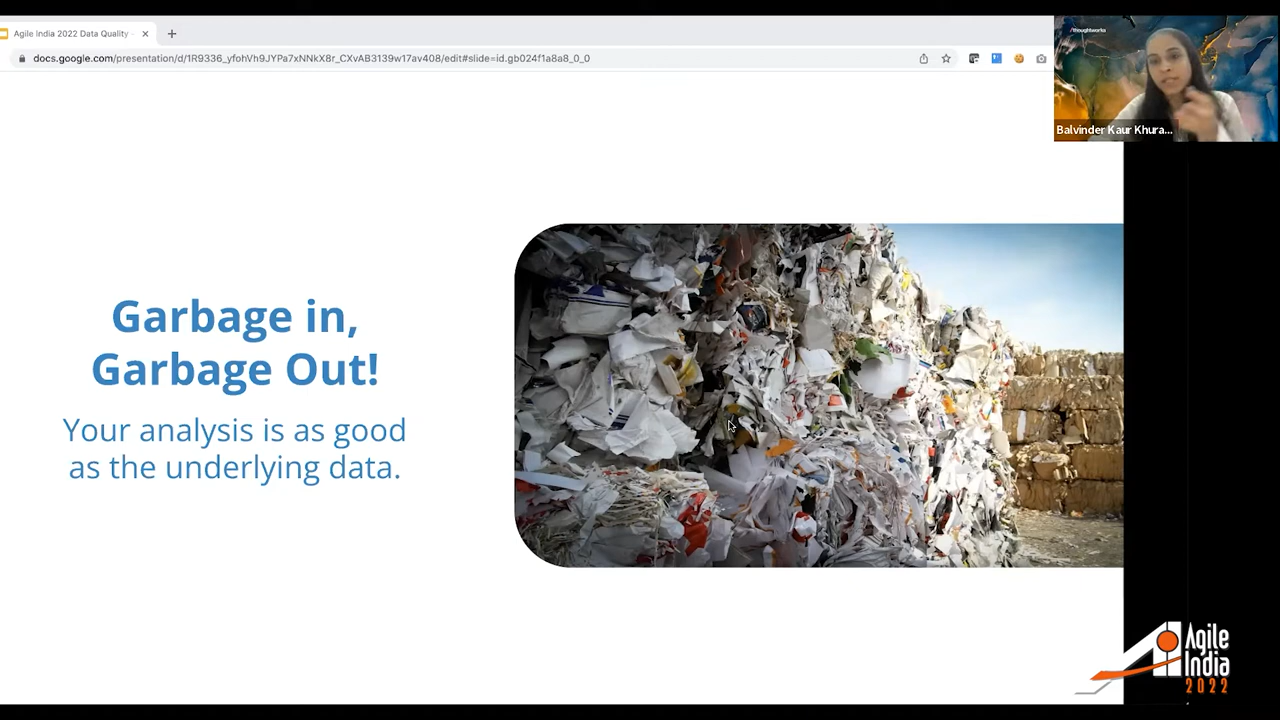 Agile India 2022 Data Quality -
docs.google.com/presentation/d/1R9336_yfohVh9JYPa7xNNkX8r_CXvAB3139w17av408/edit#slide=id.gb024f1a8a8_0_0
/thoughtworks
Balvinder Kaur Khura...
Garbage in,
Garbage Out!
Your analysis is as good
as the underlying data.
Agile
India
2022